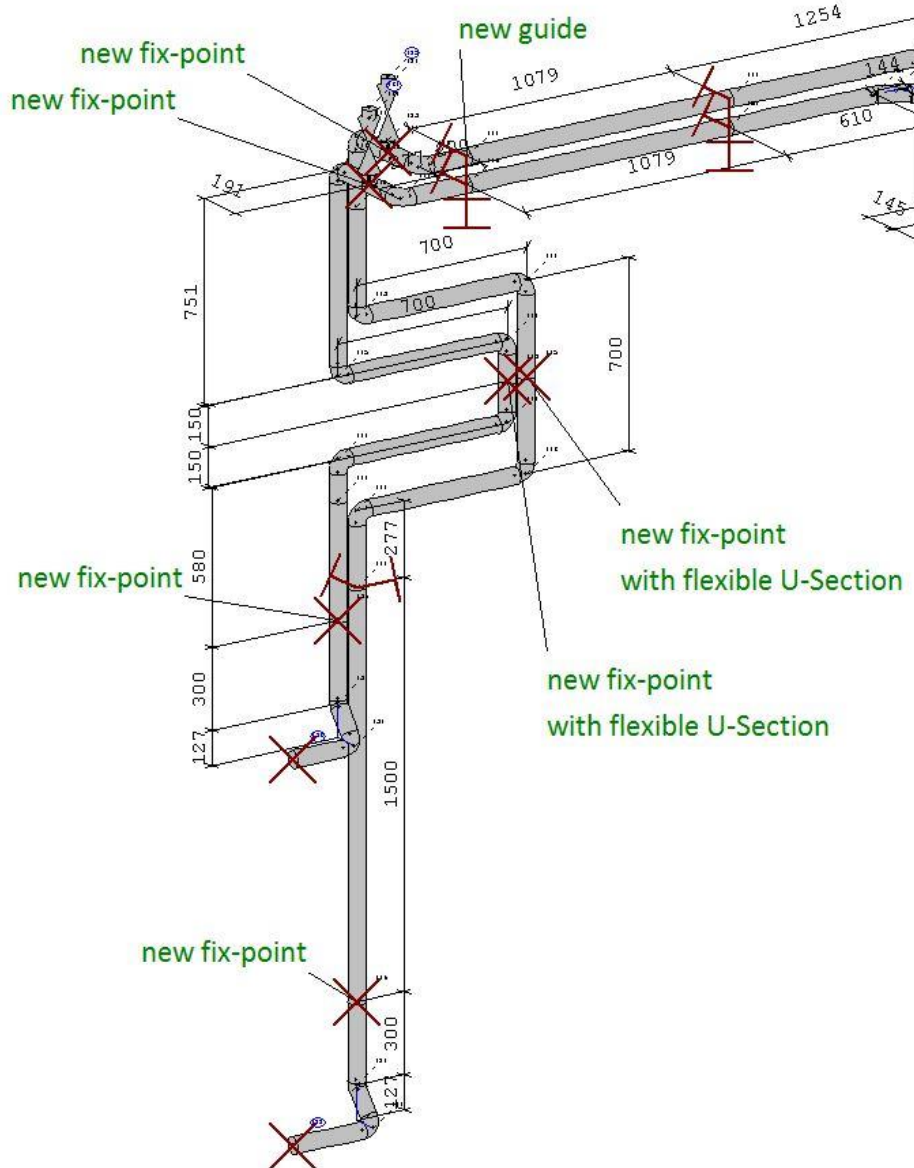 1254
new guide
new fix-point
1079
new fix-point
144
610
1079
191
145
700
751
700
700
150
150
277
new fix-point
with flexible U-Section
580
new fix-point
new fix-point
with flexible U-Section
300
127
1500
new fix-point
300
127